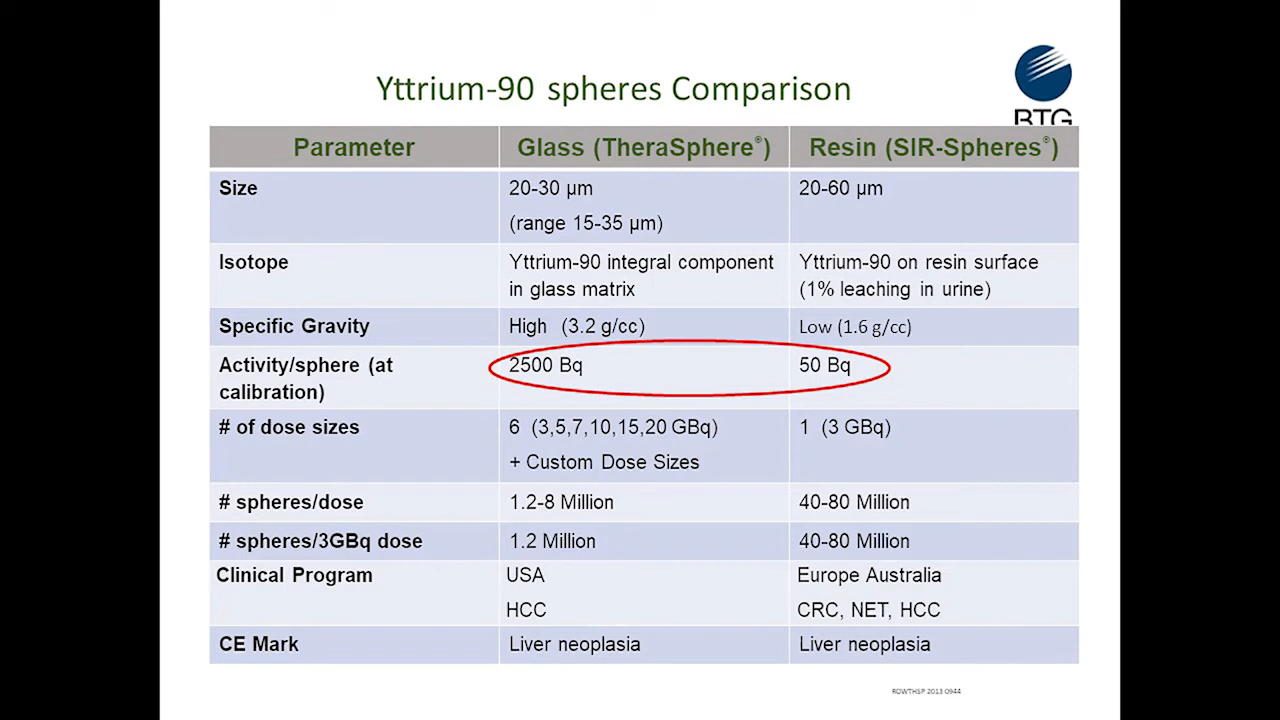 Yttrium-90 spheres Comparison
BTG
Parameter
Glass (TheraSphere®)
Resin (SIR-Spheres®)
Size
20-30 µm
(range 15-35 µm)
20-60 µm
Isotope
Yttrium-90 integral component
in glass matrix
Yttrium-90 on resin surface
(1% leaching in urine)
Specific Gravity
High (3.2 g/cc)
Low (1.6 g/cc)
Activity/sphere (at
calibration)
2500 Bq
50 Bq
# of dose sizes
6 (3,5,7,10,15,20 GBq)
+ Custom Dose Sizes
1 (3 GBq)
# spheres/dose
1.2-8 Million
40-80 Million
# spheres/3GBq dose
1.2 Million
40-80 Million
Clinical Program
USA
HCC
Europe Australia
CRC, NET, HCC
CE Mark
Liver neoplasia
Liver neoplasia
ROWTHSP 2013 0944